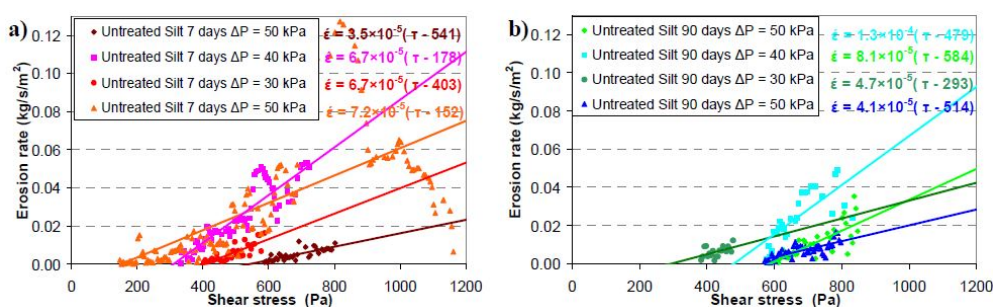 a)
Erosion rate (kg/s/m²)
0.12
0.10
0.08
0.06
0.04
0.02
0.00
Untreated Silt 7 days ΔP = 50 kPa
Untreated Silt 7 days ΔP = 40 kPa
Untreated Silt 7 days ΔP = 30 kPa
Untreated Silt 7 days ΔP = 50 kPa
ε̇ = 3.5×10⁻⁵(τ - 541)
ε̇ = 6.7×10⁻⁵(τ - 178)
ε̇ = 6.7×10⁻⁵(τ - 403)
ε̇ = 7.2×10⁻⁵(τ - 152)
0 200 400 600 800 1000 1200
Shear stress (Pa)
b)
Erosion rate (kg/s/m²)
0.12
0.10
0.08
0.06
0.04
0.02
0.00
Untreated Silt 90 days ΔP = 50 kPa
Untreated Silt 90 days ΔP = 40 kPa
Untreated Silt 90 days ΔP = 30 kPa
Untreated Silt 90 days ΔP = 50 kPa
ε̇ = 1.3×10⁻⁴(τ - 479)
ε̇ = 8.1×10⁻⁵(τ - 584)
ε̇ = 4.7×10⁻⁵(τ - 293)
ε̇ = 4.1×10⁻⁵(τ - 514)
0 200 400 600 800 1000 1200
Shear stress (Pa)